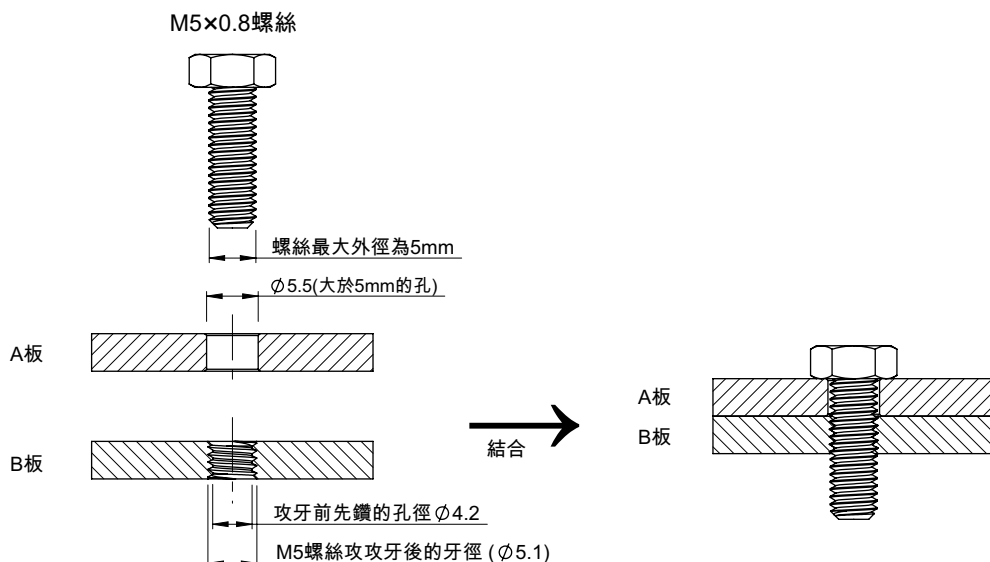 M5×0.8螺絲
螺絲最大外徑為5mm
∅5.5(大於5mm的孔)
A板
B板
結合
A板
B板
攻牙前先鑽的孔徑∅4.2
M5螺絲攻攻牙後的牙徑 (∅5.1)